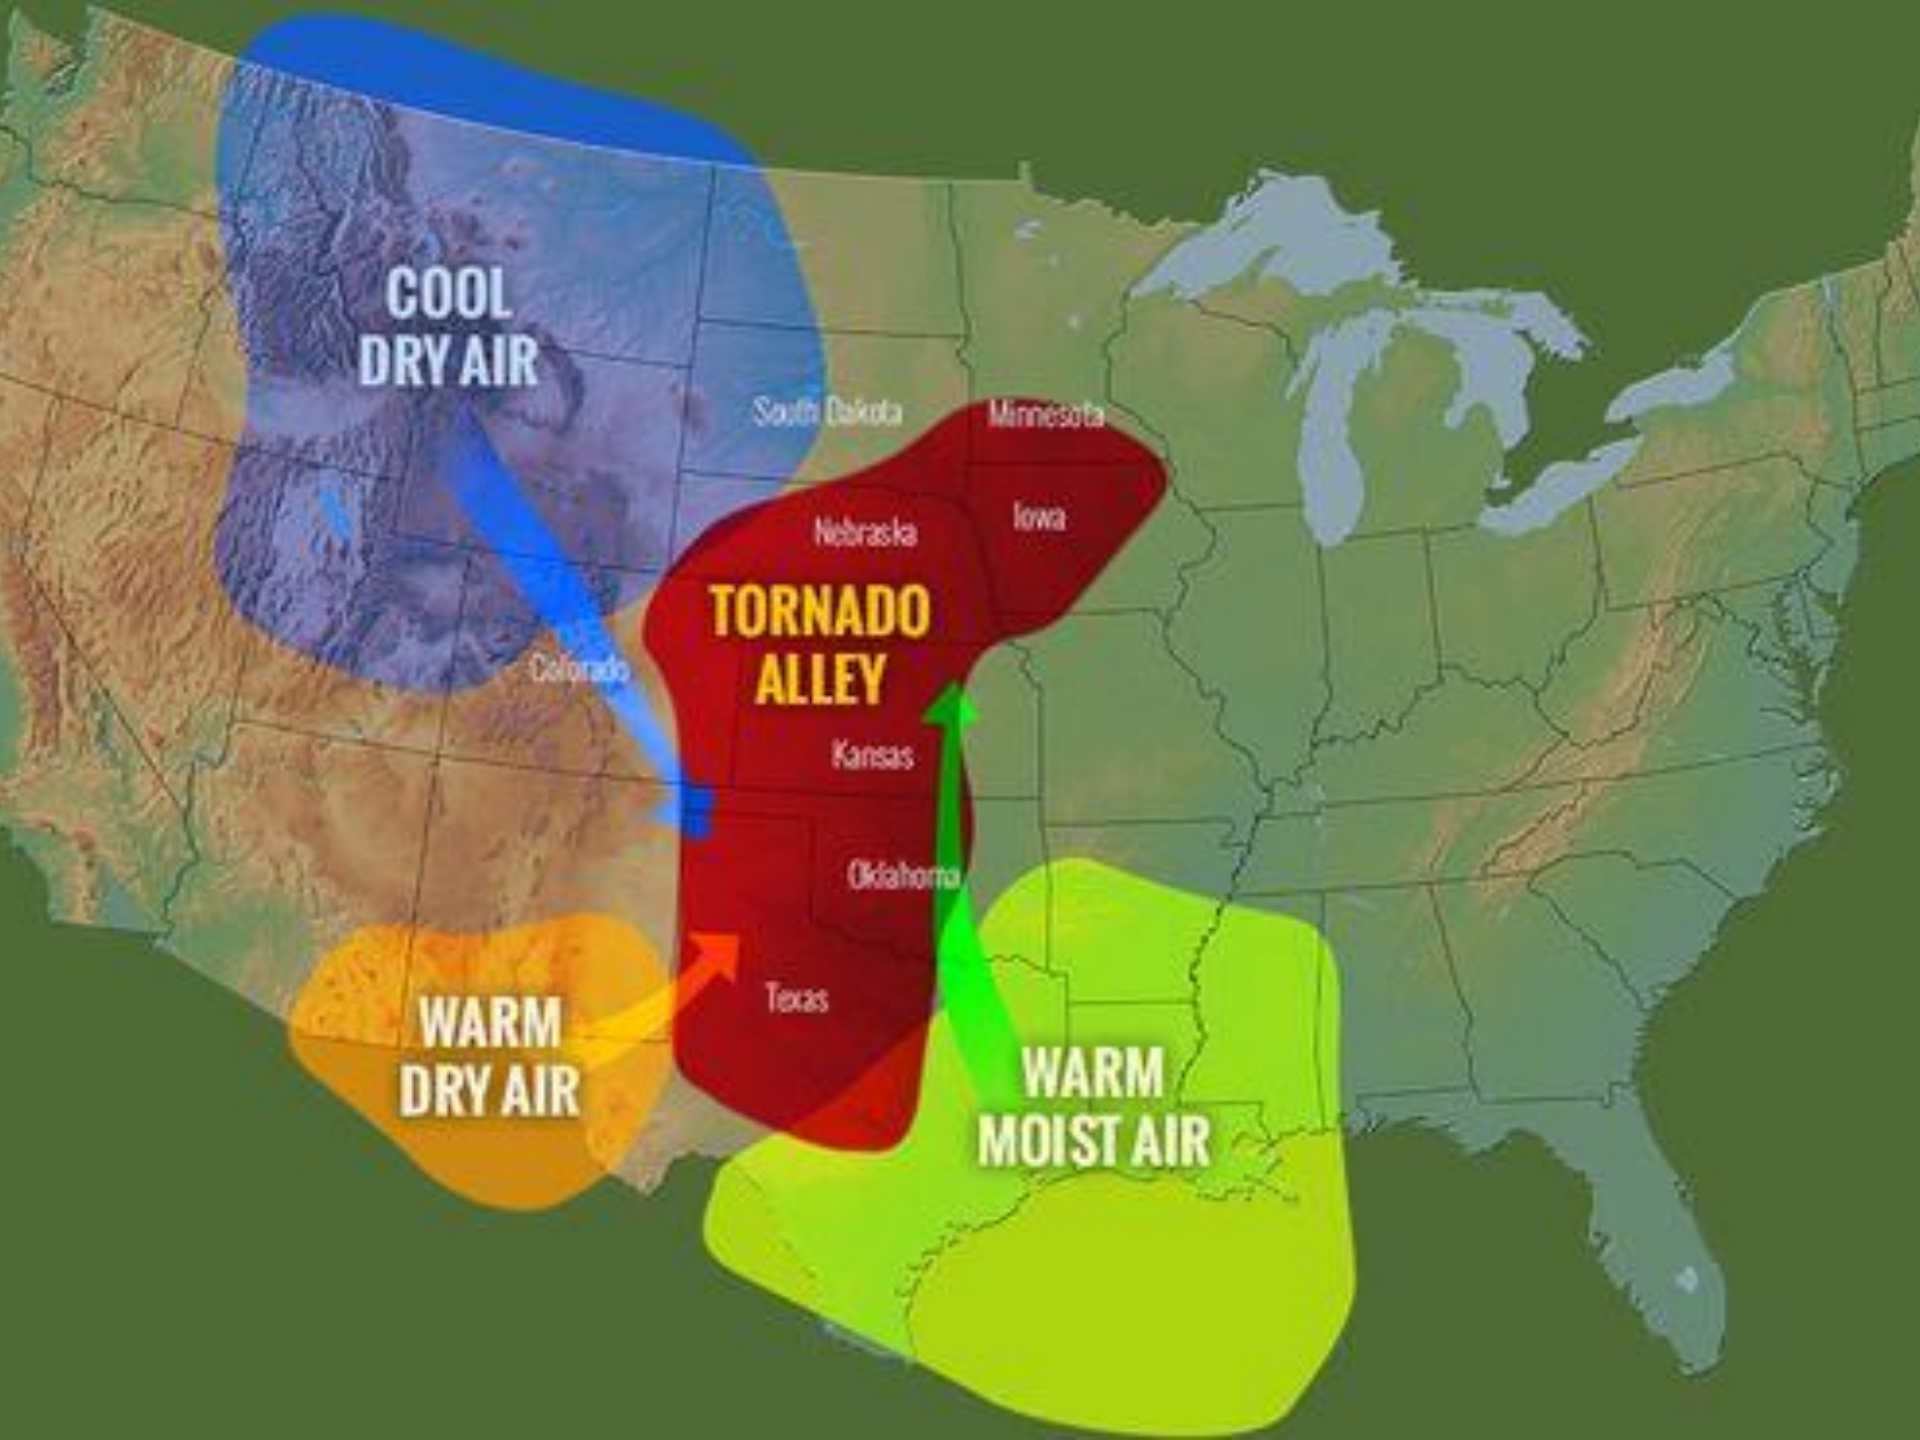 COOL
DRY AIR
South Dakota
Minnesota
Nebraska
Iowa
TORNADO
ALLEY
Colorado
Kansas
Oklahoma
Texas
WARM
DRY AIR
WARM
MOIST AIR